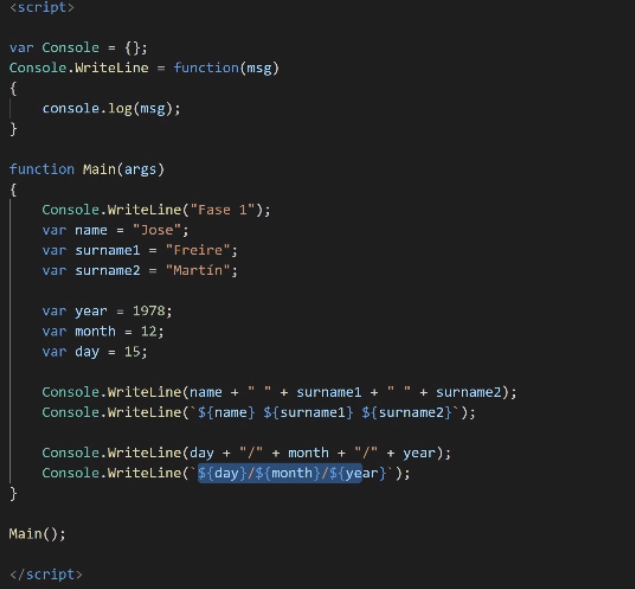 <script>
var Console = {};
Console.WriteLine = function(msg)
{
    console.log(msg);
}
function Main(args)
{
    Console.WriteLine("Fase 1");
    var name = "Jose";
    var surname1 = "Freire";
    var surname2 = "Martín";
    var year = 1978;
    var month = 12;
    var day = 15;
    Console.WriteLine(name + " " + surname1 + " " + surname2);
    Console.WriteLine(`${name} ${surname1} ${surname2}`);
    Console.WriteLine(day + "/" + month + "/" + year);
    Console.WriteLine(`${day}/${month}/${year}`);
}
Main();
</script>